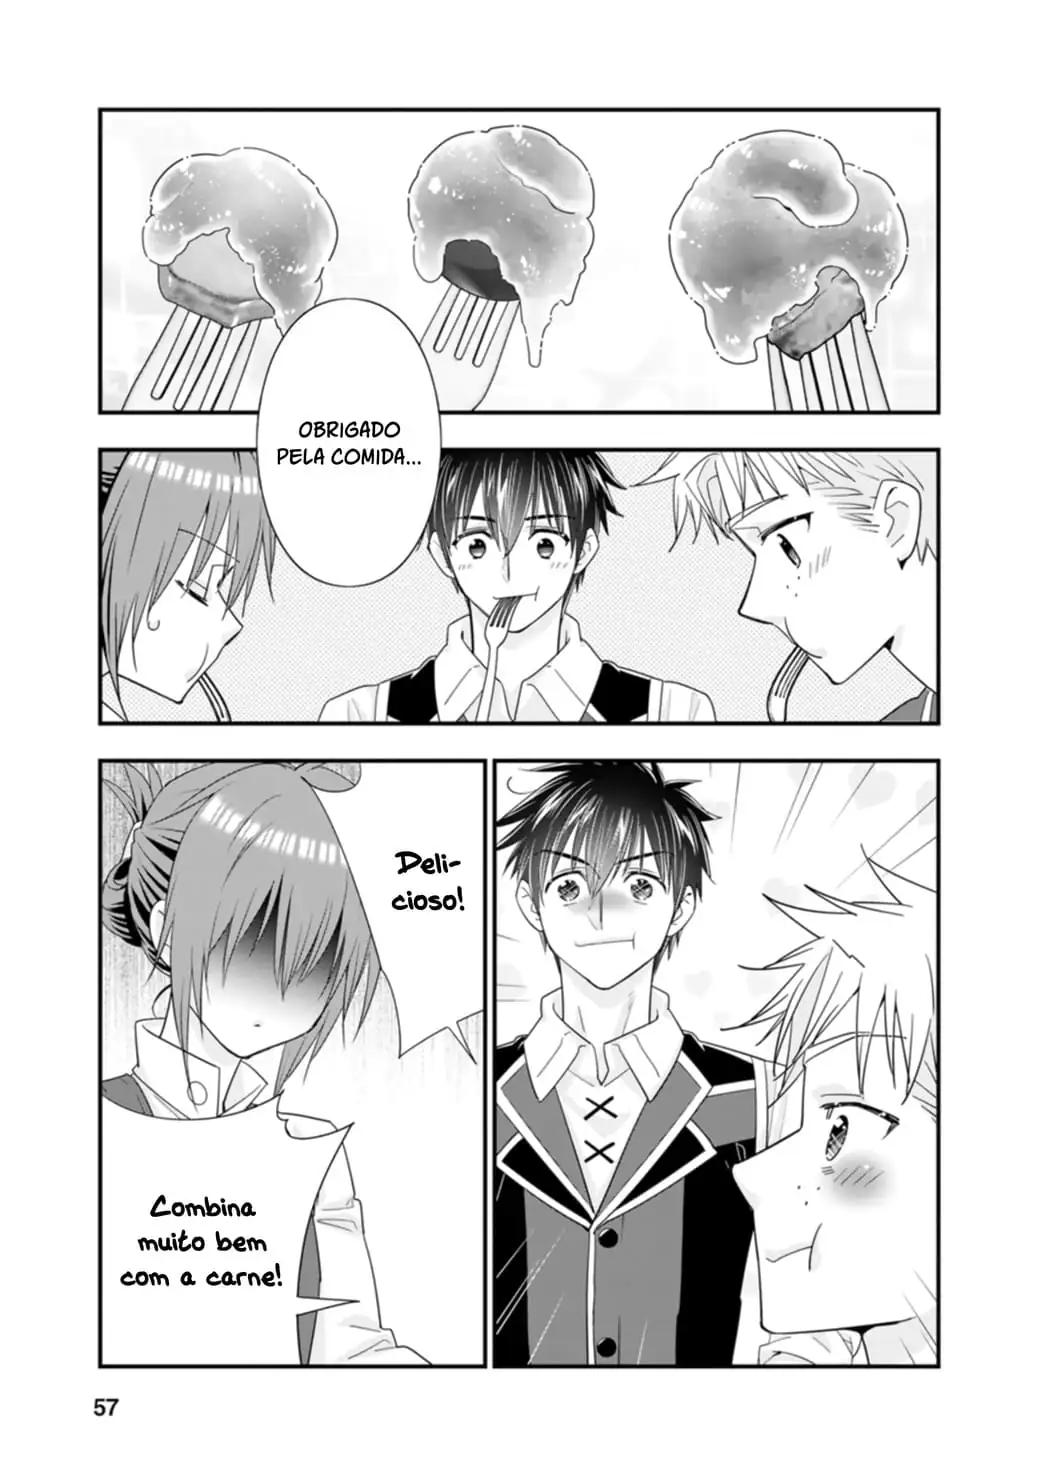 OBRIGADO
PELA COMIDA...
Deli-
cioso!
Combina
muito bem
com a carne!
57